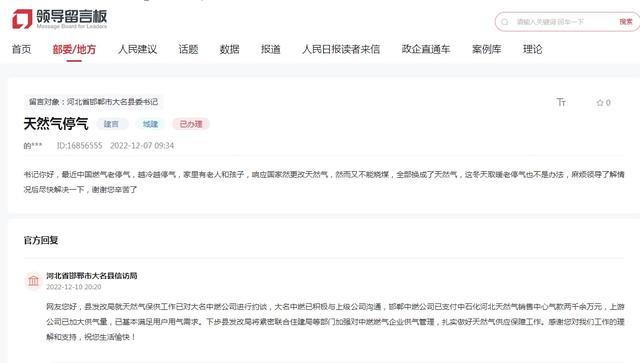 领导留言板
Message Board for Leaders
请输入关键词 回车一下
搜索
首页 部委/地方 人民建议 话题 数据 报道 人民日报读者来信 政企直通车 案例库 理论
留言对象：河北省邯郸市大名县委书记
TT ☆ 0
天然气停气 建言 城建 已办理
的*** ID:16856555 2022-12-07 09:34
书记你好，最近中国燃气老停气，越冷越停气，家里有老人和孩子，响应国家煤更改天然气，然而又不能烧煤，全部换成了天然气，这冬天取暖老停气也不是办法，麻烦领导了解情
况后尽快解决一下，谢谢您辛苦了
官方回复
河北省邯郸市大名县信访局
2022-12-10 20:20
网友您好，县发改局就天然气保供工作已对大名中燃公司进行约谈，大名中燃已积极与上级公司沟通，邯郸中燃公司已支付中石化河北天然气销售中心气款两千余万元，上游
公司已加大供气量，已基本满足用户用气需求。下步县发改局将紧密联合住建局等部门加强对中燃燃气企业供气管理，扎实做好天然气供应保障工作。感谢您对我们工作的理
解和支持，祝您生活愉快！